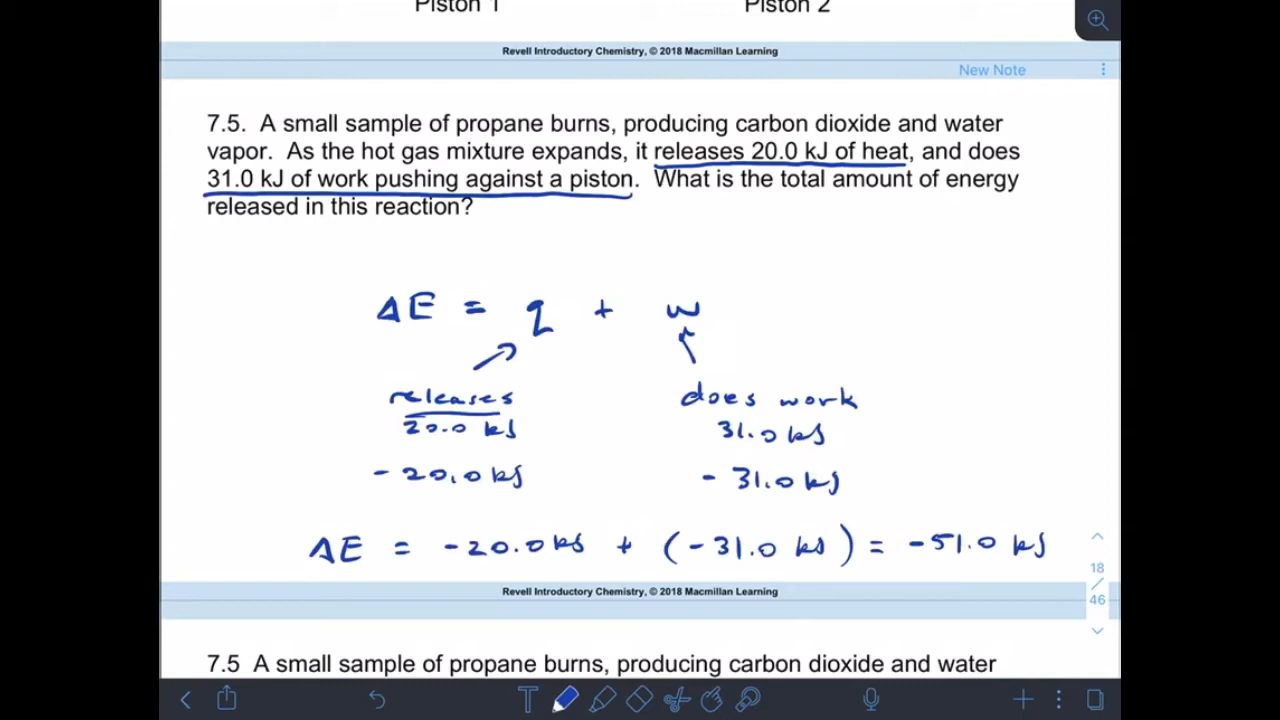 Piston 1 Piston 2
Revell Introductory Chemistry, © 2018 Macmillan Learning
New Note
7.5. A small sample of propane burns, producing carbon dioxide and water
vapor. As the hot gas mixture expands, it releases 20.0 kJ of heat, and does
31.0 kJ of work pushing against a piston. What is the total amount of energy
released in this reaction?
ΔE = q + w
releases does work
20.0 kJ 31.0 kJ
- 20.0 kJ - 31.0 kJ
ΔE = -20.0 kJ + (-31.0 kJ) = -51.0 kJ
18
/
46
Revell Introductory Chemistry, © 2018 Macmillan Learning
7.5 A small sample of propane burns, producing carbon dioxide and water